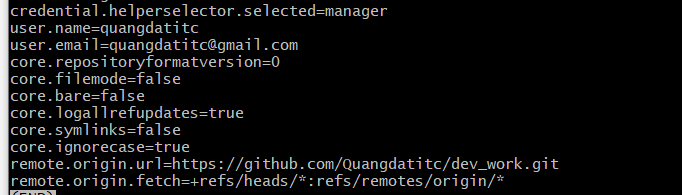 credential.helperselector.selected=manager
user.name=quangdatitc
user.email=quangdatitc@gmail.com
core.repositoryformatversion=0
core.filemode=false
core.bare=false
core.logallrefupdates=true
core.symlinks=false
core.ignorecase=true
remote.origin.url=https://github.com/Quangdatitc/dev_work.git
remote.origin.fetch=+refs/heads/*:refs/remotes/origin/*
(END)